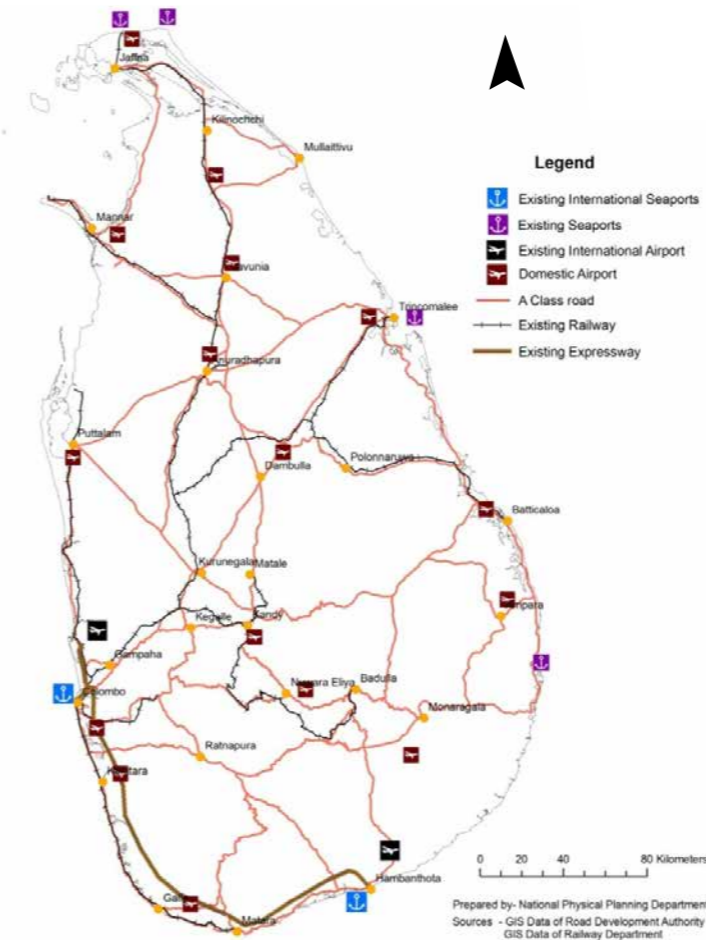 Jaffna
Kilinochchi
Mullaittivu
Mannar
Trincomalee
Puttalam
Polonnaruwa
Dambulla
Batticaloa
Kurunegala
Matale
Kegalle
Kandy
Gampaha
Colombo
Nuwara Eliya
Badulla
Monaragala
Ratnapura
Hambanthota
Matara
Legend
Existing International Seaports
Existing Seaports
Existing International Airport
Domestic Airport
A Class road
Existing Railway
Existing Expressway
0 20 40 80 Kilometers
Prepared by- National Physical Planning Department
Sources - GIS Data of Road Development Authority
GIS Data of Railway Department